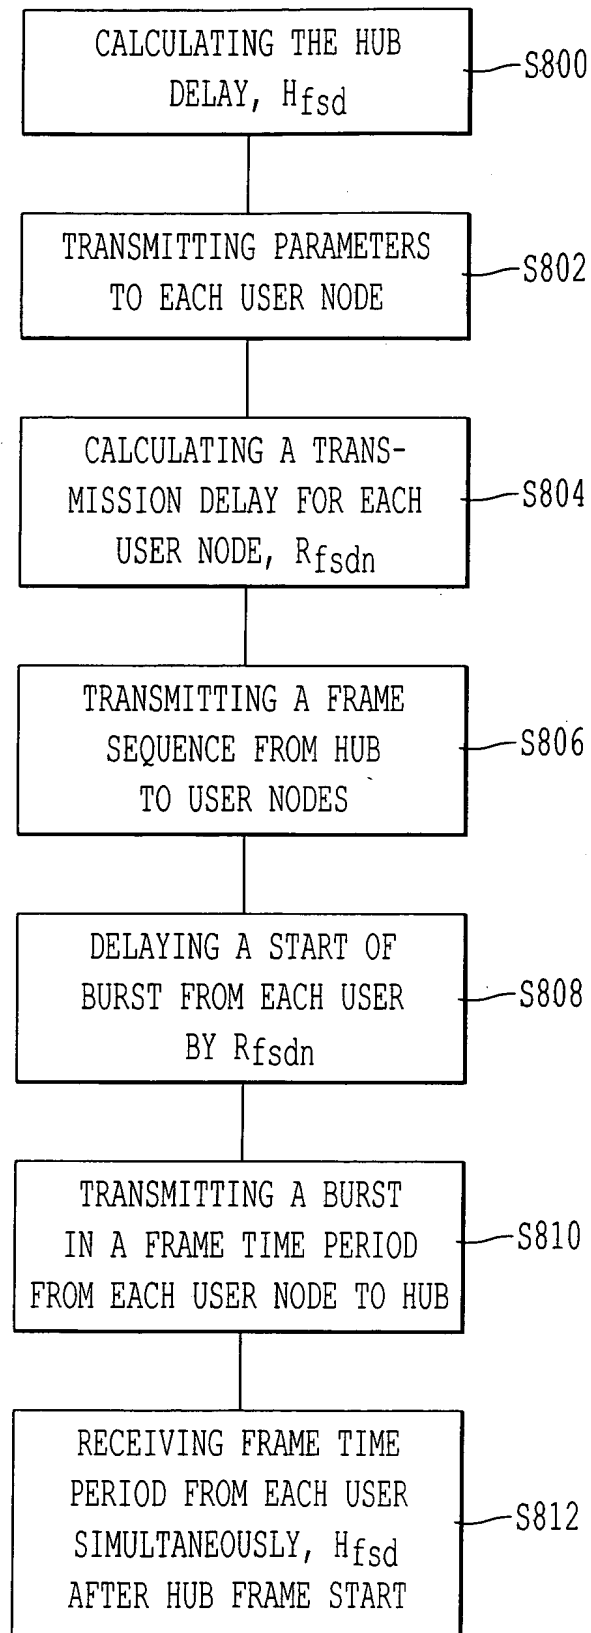 CALCULATING THE HUB
DELAY, Hfsd
S800
TRANSMITTING PARAMETERS
TO EACH USER NODE
S802
CALCULATING A TRANS-
MISSION DELAY FOR EACH
USER NODE, Rfsdn
S804
TRANSMITTING A FRAME
SEQUENCE FROM HUB
TO USER NODES
S806
DELAYING A START OF
BURST FROM EACH USER
BY Rfsdn
S808
TRANSMITTING A BURST
IN A FRAME TIME PERIOD
FROM EACH USER NODE TO HUB
S810
RECEIVING FRAME TIME
PERIOD FROM EACH USER
SIMULTANEOUSLY, Hfsd
AFTER HUB FRAME START
S812